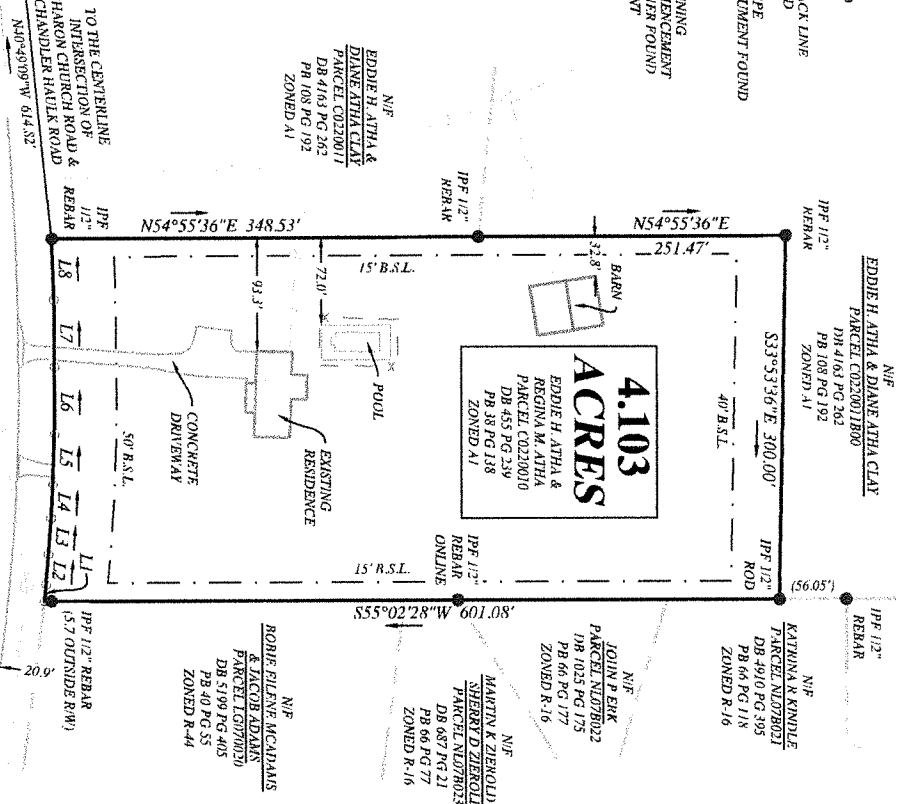 ACK LINE
D
PE
UMENT FOUND
NING
MENCEMENT
ER FOUND
NT
N/F
EDDIE H. ATHA &
DIANE ATHA CLAY
PARCEL C0220011
DB 4163 PG 262
PB 108 PG 192
ZONED A1
TO THE CENTERLINE
INTERSECTION OF
HARON CHURCH ROAD &
CHANDLER HAULK ROAD
N40°49'09"W 614.82'
IPF
1/2"
REBAR
N54°55'36"E 348.53'
IPF 1/2"
REBAR
N54°55'36"E
251.47'
IPF 1/2"
REBAR
N/F
EDDIE H. ATHA & DIANE ATHA CLAY
PARCEL C0220011B00
DB 4163 PG 262
PB 108 PG 192
ZONED A1
S33°53'36"E 300.00'
40' B.S.L.
15' B.S.L.
32.8'
BARN
72.0'
93.3'
POOL
4.103
ACRES
EDDIE H. ATHA &
REGINA M. ATHA
PARCEL C0220010
DB 455 PG 239
PB 38 PG 138
ZONED A1
EXISTING
RESIDENCE
CONCRETE
DRIVEWAY
50' B.S.L.
L8
L7
L6
L5
L4
L3
L2
L1
15' B.S.L.
IPF 1/2"
REBAR
ONLINE
IPF 1/2"
ROD
(56.05')
IPF 1/2"
REBAR
S55°02'28"W 601.08'
IPF 1/2" REBAR
(5.7 OUTSIDE R/W)
20.9'
N/F
KATRINA R KINDLE
PARCEL NL07B021
DB 4910 PG 395
PB 66 PG 118
ZONED R-16
N/F
JOHN P ERK
PARCEL NL07B022
DB 1025 PG 175
PB 66 PG 177
ZONED R-16
N/F
MARTIN K ZIEROLD
SHERRY D ZIEROLD
PARCEL NL07B023
DB 687 PG 21
PB 66 PG 77
ZONED R-16
N/F
ROBIE EILENE MCADAMS
& JACOB ADAMS
PARCEL LG070020
DB 5199 PG 405
PB 40 PG 55
ZONED R-44